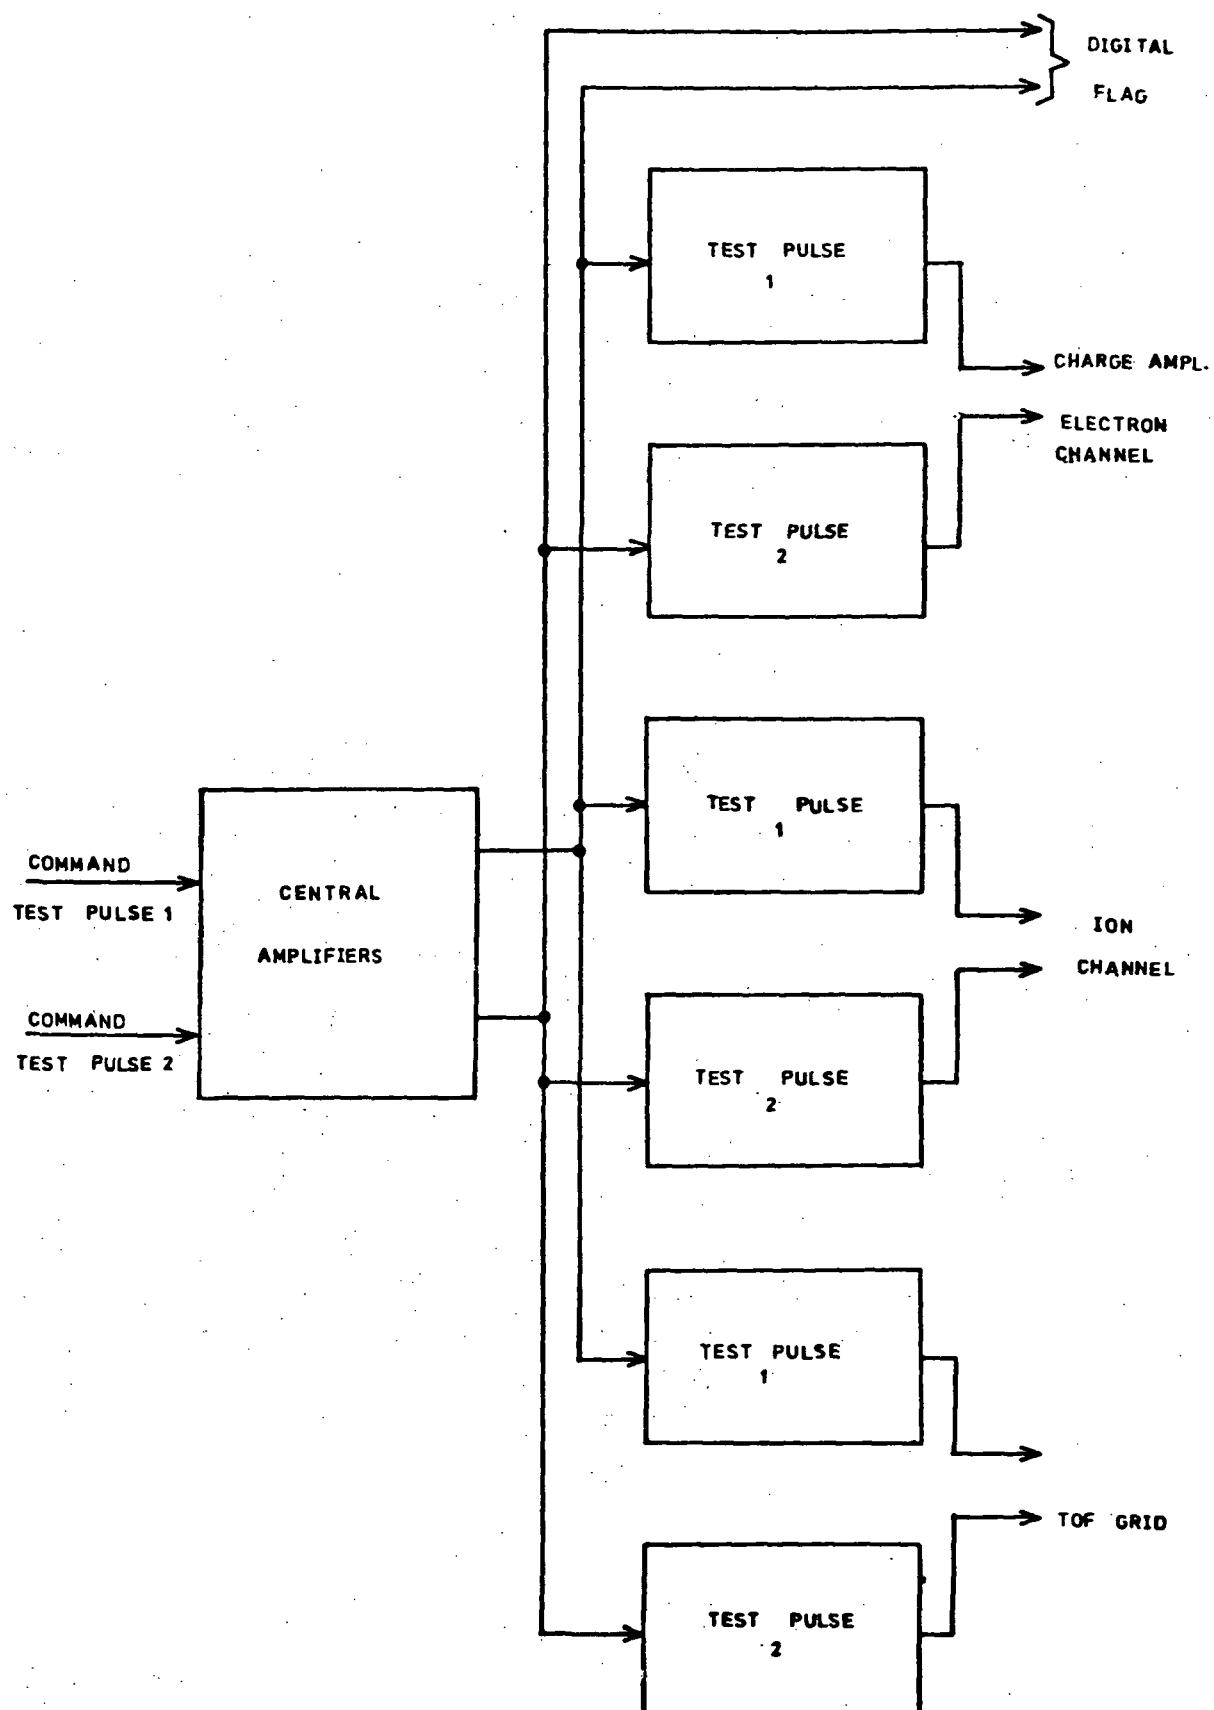 DIGITAL
FLAG
TEST PULSE
1
CHARGE AMPL.
ELECTRON
CHANNEL
TEST PULSE
2
TEST PULSE
1
COMMAND
TEST PULSE 1
CENTRAL
AMPLIFIERS
ION
CHANNEL
COMMAND
TEST PULSE 2
TEST PULSE
2
TEST PULSE
1
TOF GRID
TEST PULSE
2